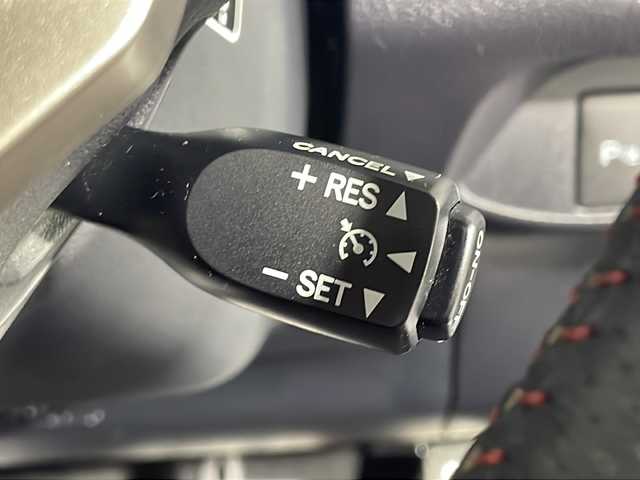 CANCEL
+ RES
- SET
ON-OFF